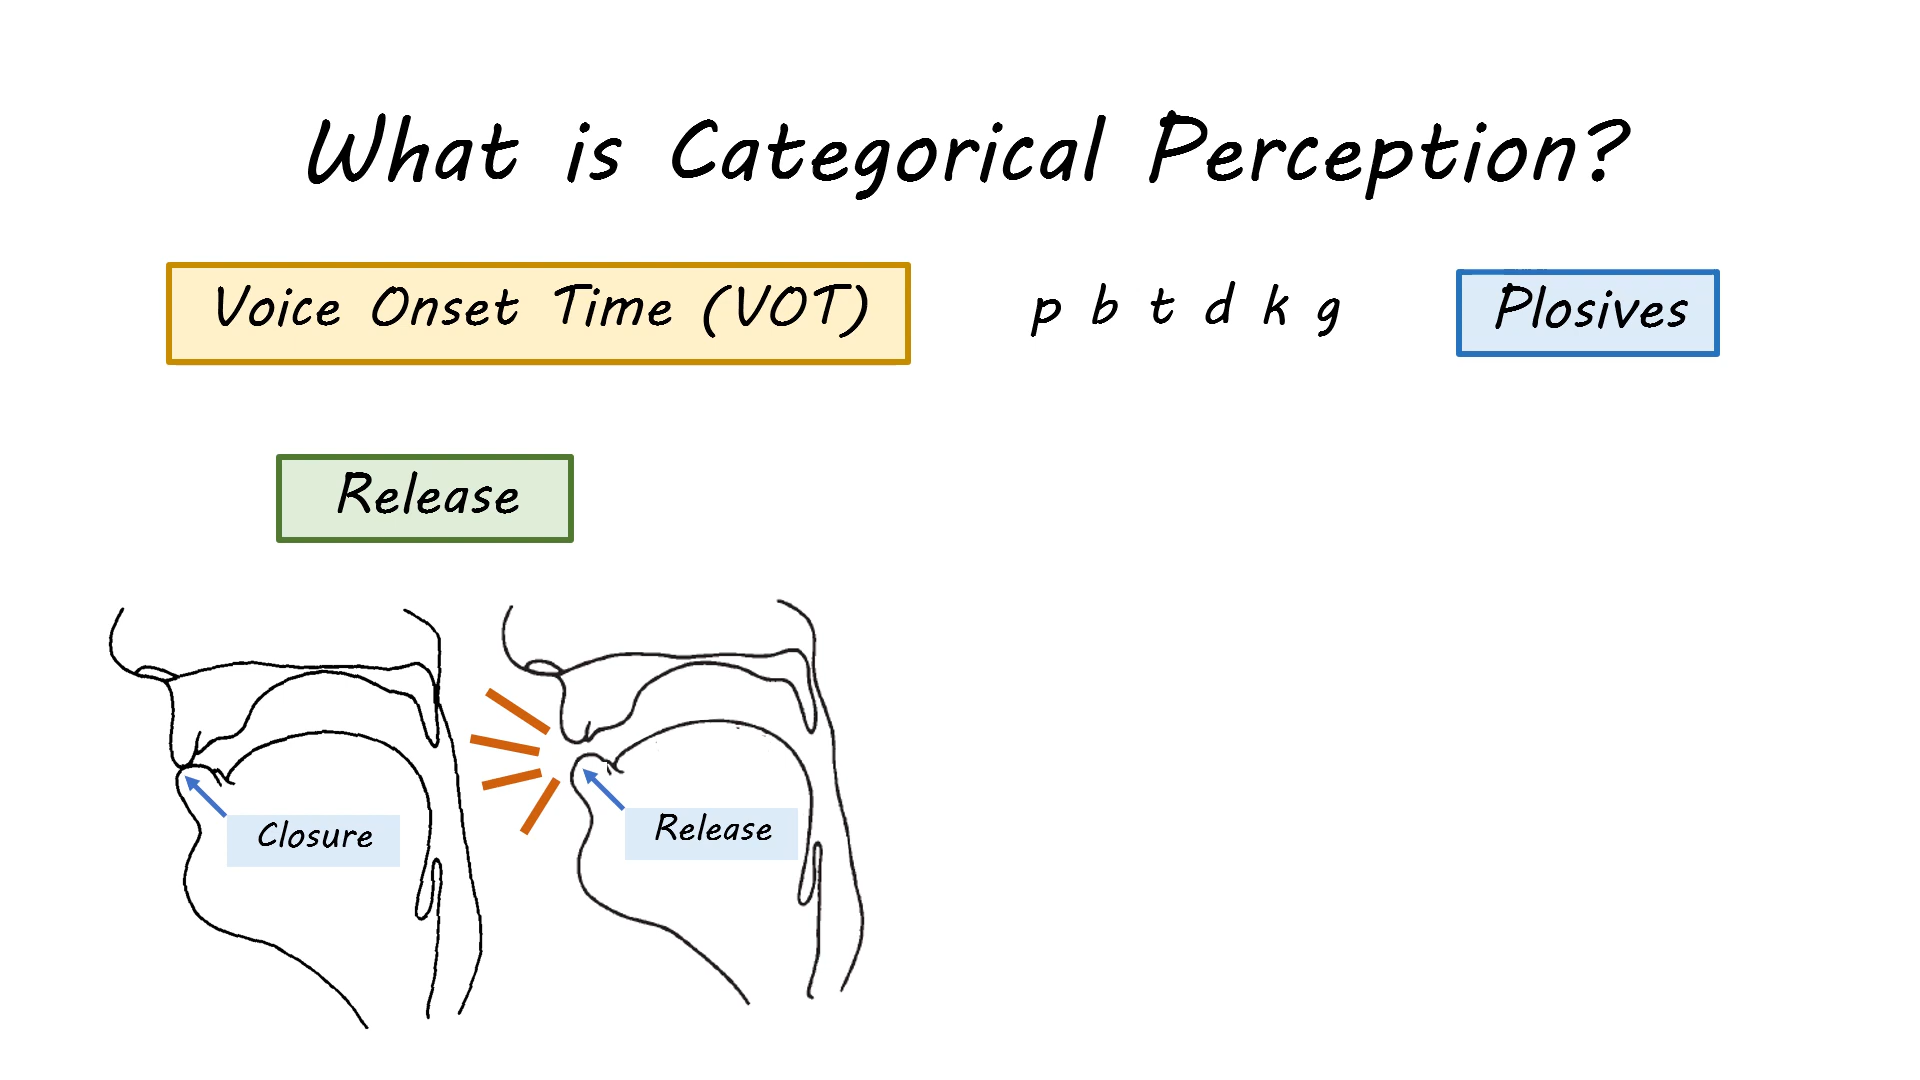 What is Categorical Perception?
Voice Onset Time (VOT)
p b t d k g
Plosives
Release
Closure
Release